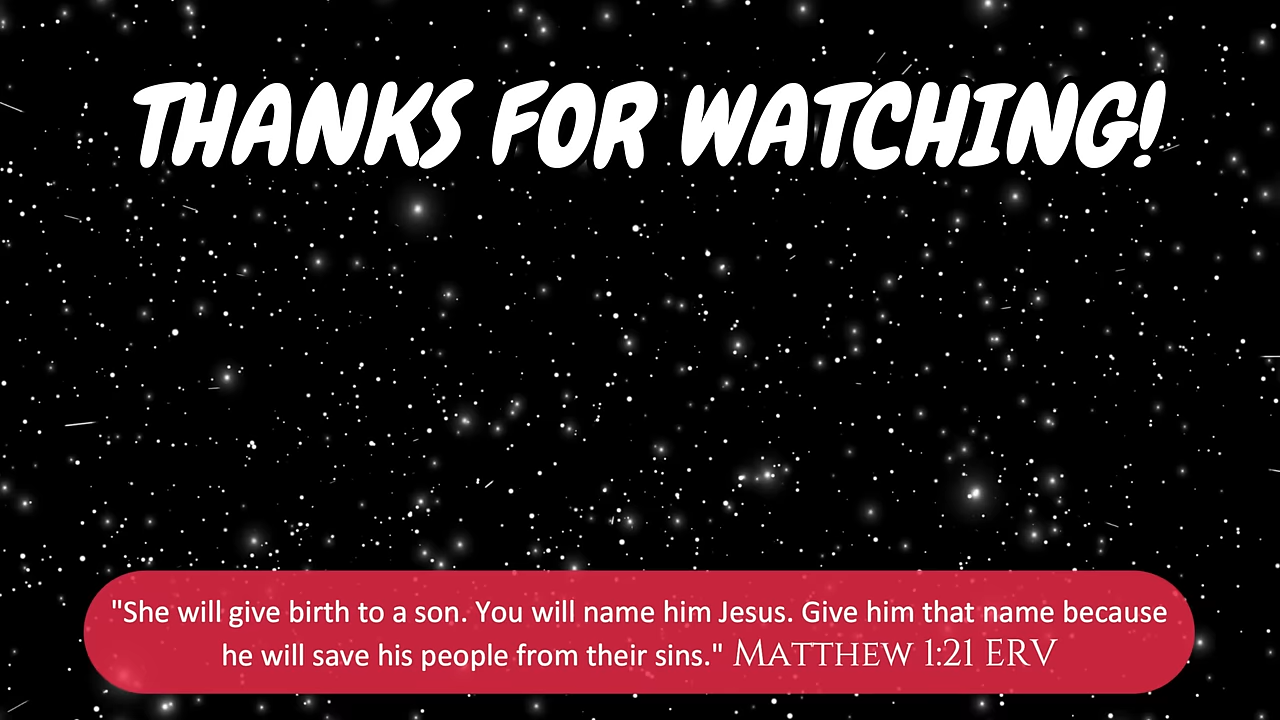 THANKS FOR WATCHING!
"She will give birth to a son. You will name him Jesus. Give him that name because
he will save his people from their sins." Matthew 1:21 ERV